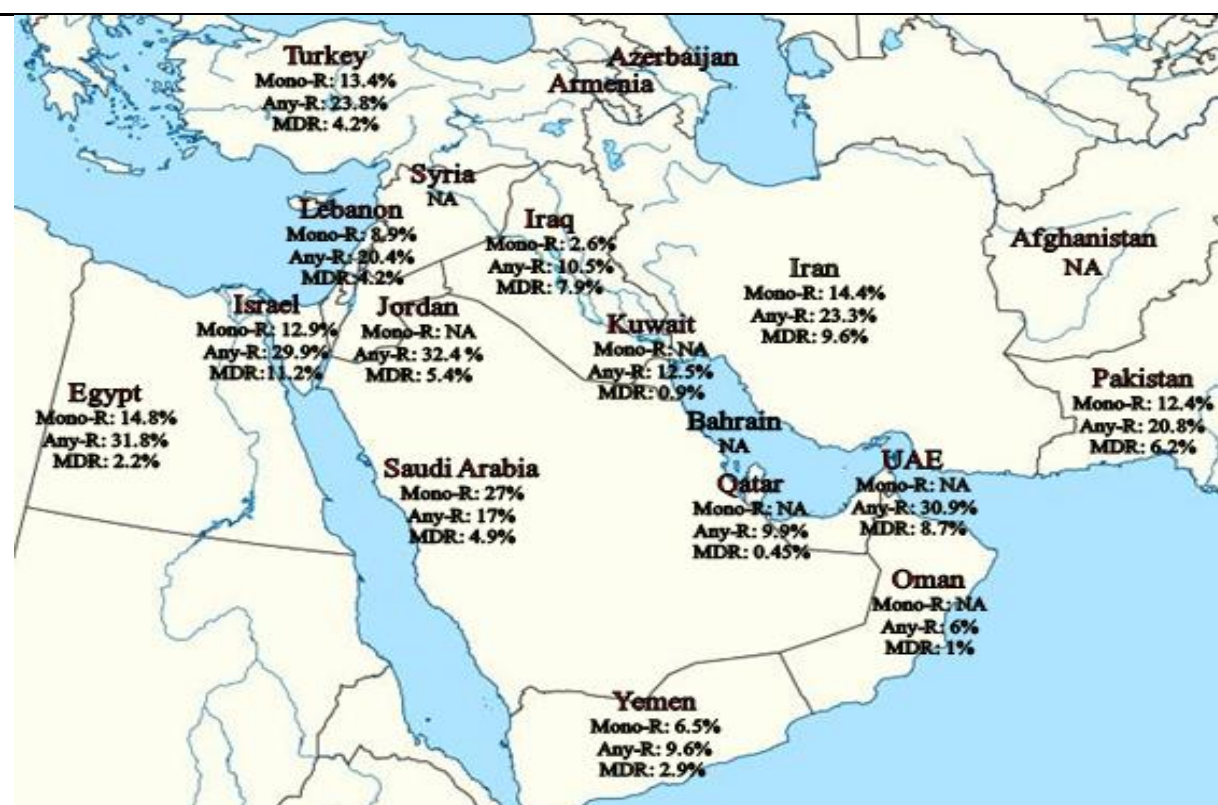 Turkey
Mono-R: 13.4%
Any-R: 23.8%
MDR: 4.2%
Azerbaijan
Armenia
Syria
NA
Lebanon
Mono-R: 8.9%
Any-R: 20.4%
MDR:4.2%
Iraq
Mono-R: 2.6%
Any-R: 10.5%
MDR: 7.9%
Iran
Mono-R: 14.4%
Any-R: 23.3%
MDR: 9.6%
Afghanistan
NA
Israel
Mono-R: 12.9%
Any-R: 29.9%
MDR:11.2%
Jordan
Mono-R: NA
Any-R: 32.4 %
MDR: 5.4%
Kuwait
Mono-R: NA
Any-R: 12.5%
MDR: 0.9%
Egypt
Mono-R: 14.8%
Any-R: 31.8%
MDR: 2.2%
Pakistan
Mono-R: 12.4%
Any-R: 20.8%
MDR: 6.2%
Bahrain
NA
Saudi Arabia
Mono-R: 27%
Any-R: 17%
MDR: 4.9%
Qatar
Mono-R: NA
Any-R: 9.9%
MDR: 0.45%
UAE
Mono-R: NA
Any-R: 30.9%
MDR: 8.7%
Oman
Mono-R: NA
Any-R: 6%
MDR: 1%
Yemen
Mono-R: 6.5%
Any-R: 9.6%
MDR: 2.9%